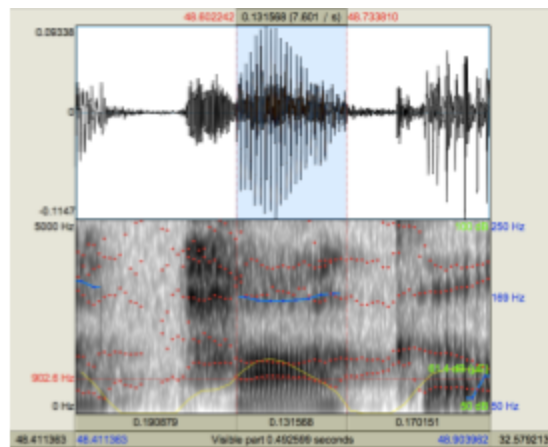 48.602242 0.131568 (7.601 / s) 48.733810
0.09338
0
-0.1147
5000 Hz 250 Hz
169 Hz
902.6 Hz
0 Hz 50 Hz
0.190879 0.131568 0.170151
48.411363 48.411363 Visible part 0.492599 seconds 48.903962 32.579213